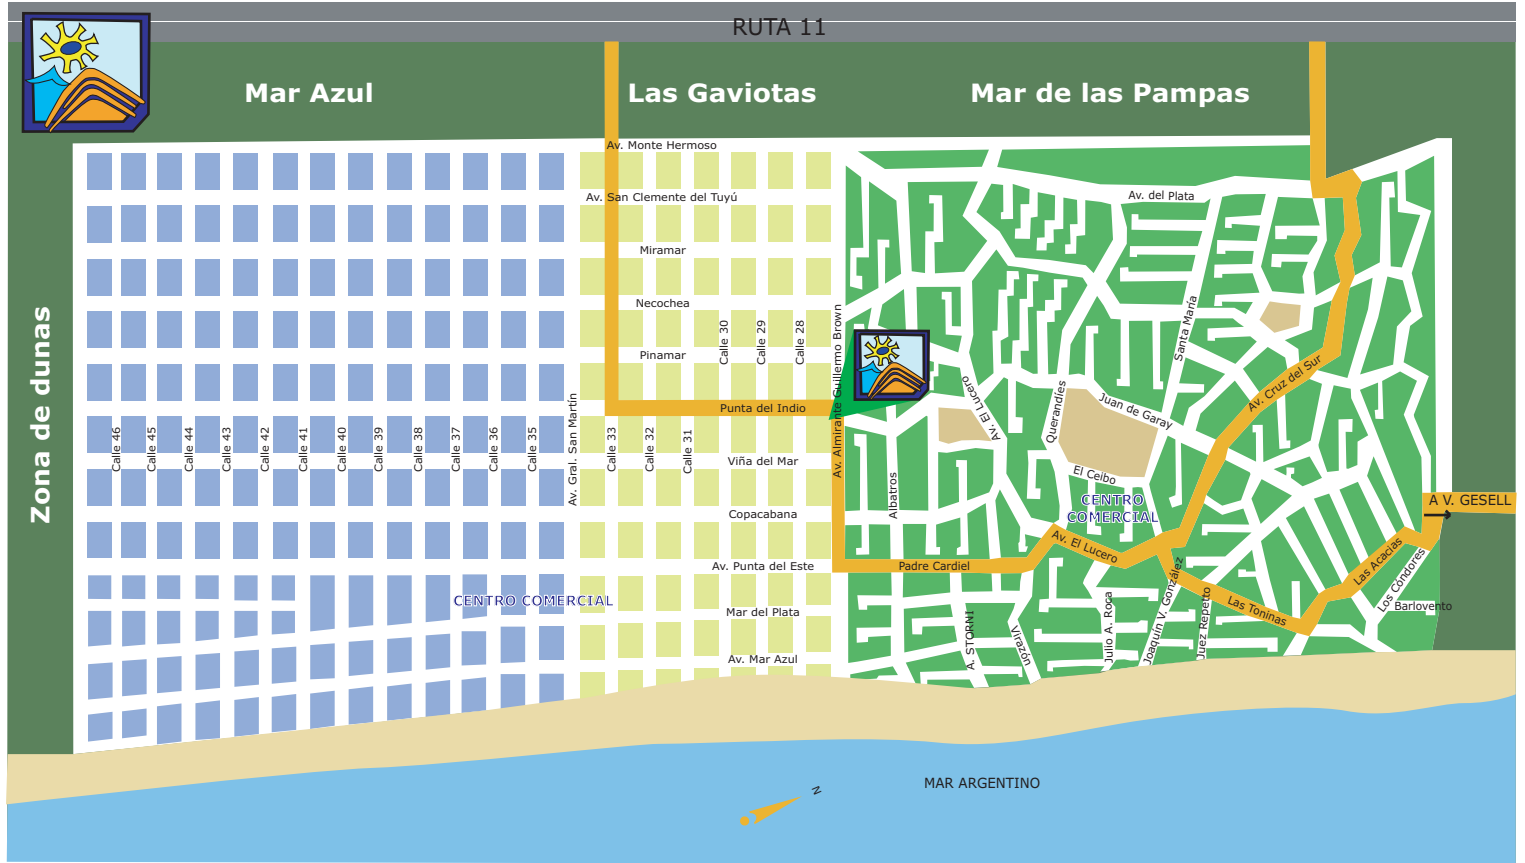 RUTA 11
Mar Azul
Las Gaviotas
Mar de las Pampas
Av. Monte Hermoso
Av. San Clemente del Tuyú
Av. del Plata
Miramar
Necochea
Calle 30
Calle 29
Calle 28
Av. Almirante Guillermo Brown
Santa María
Pinamar
Av. Cruz del Sur
Zona de dunas
Av. El Lucero
Querandíes
Juan de Garay
Punta del Indio
Calle 46
Calle 45
Calle 44
Calle 43
Calle 42
Calle 41
Calle 40
Calle 39
Calle 38
Calle 37
Calle 36
Calle 35
Av. Gral. San Martín
Calle 33
Calle 32
Calle 31
Viña del Mar
El Ceibo
Albatros
CENTRO
COMERCIAL
A V. GESELL
Copacabana
Av. El Lucero
Av. Punta del Este
Padre Cardiel
Las Acacias
Los Cóndores
CENTRO COMERCIAL
Mar del Plata
A. STORNI
Virazón
Julio A. Roca
Joaquín V. González
Juez Repetto
Las Toninas
Barlovento
Av. Mar Azul
MAR ARGENTINO
N